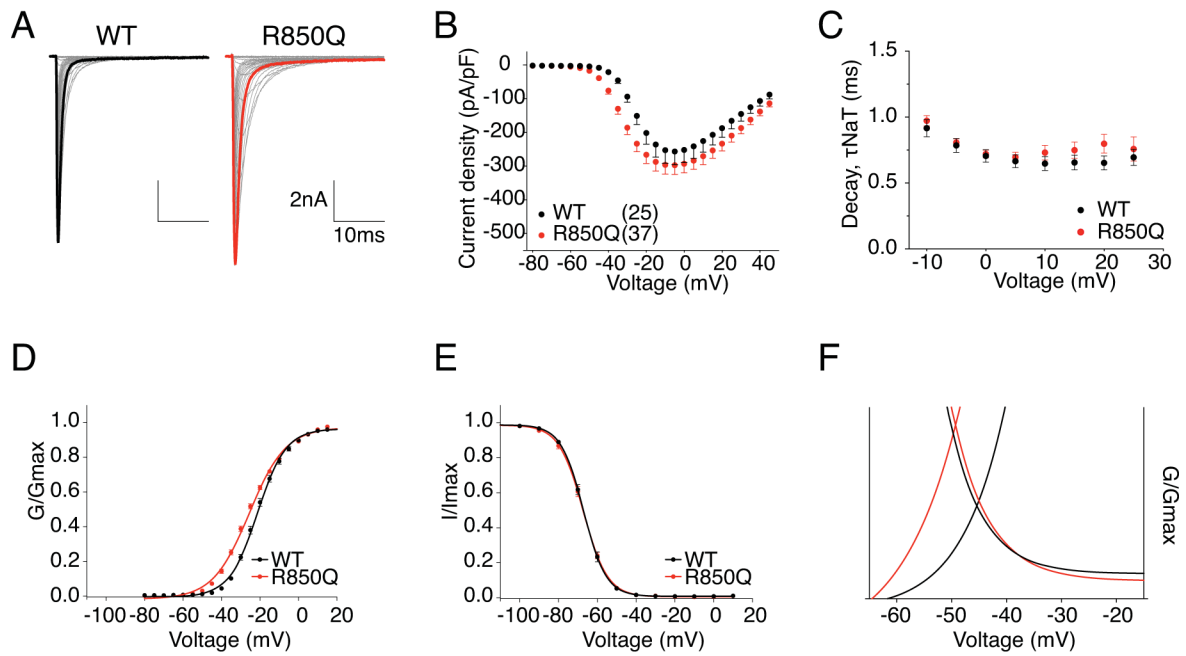 A
WT
R850Q
2nA
10ms
B
Current density (pA/pF)
0
-100
-200
-300
-400
-500
WT (25)
R850Q (37)
-80 -60 -40 -20 0 20 40
Voltage (mV)
C
Decay, τNaT (ms)
1.5
1.0
0.5
0.0
WT
R850Q
-10 0 10 20 30
Voltage (mV)
D
G/Gmax
1.0
0.8
0.6
0.4
0.2
0.0
WT
R850Q
-100 -80 -60 -40 -20 0 20
Voltage (mV)
E
I/Imax
1.0
0.8
0.6
0.4
0.2
0.0
WT
R850Q
-100 -80 -60 -40 -20 0 20
Voltage (mV)
F
G/Gmax
-60 -50 -40 -30 -20
Voltage (mV)